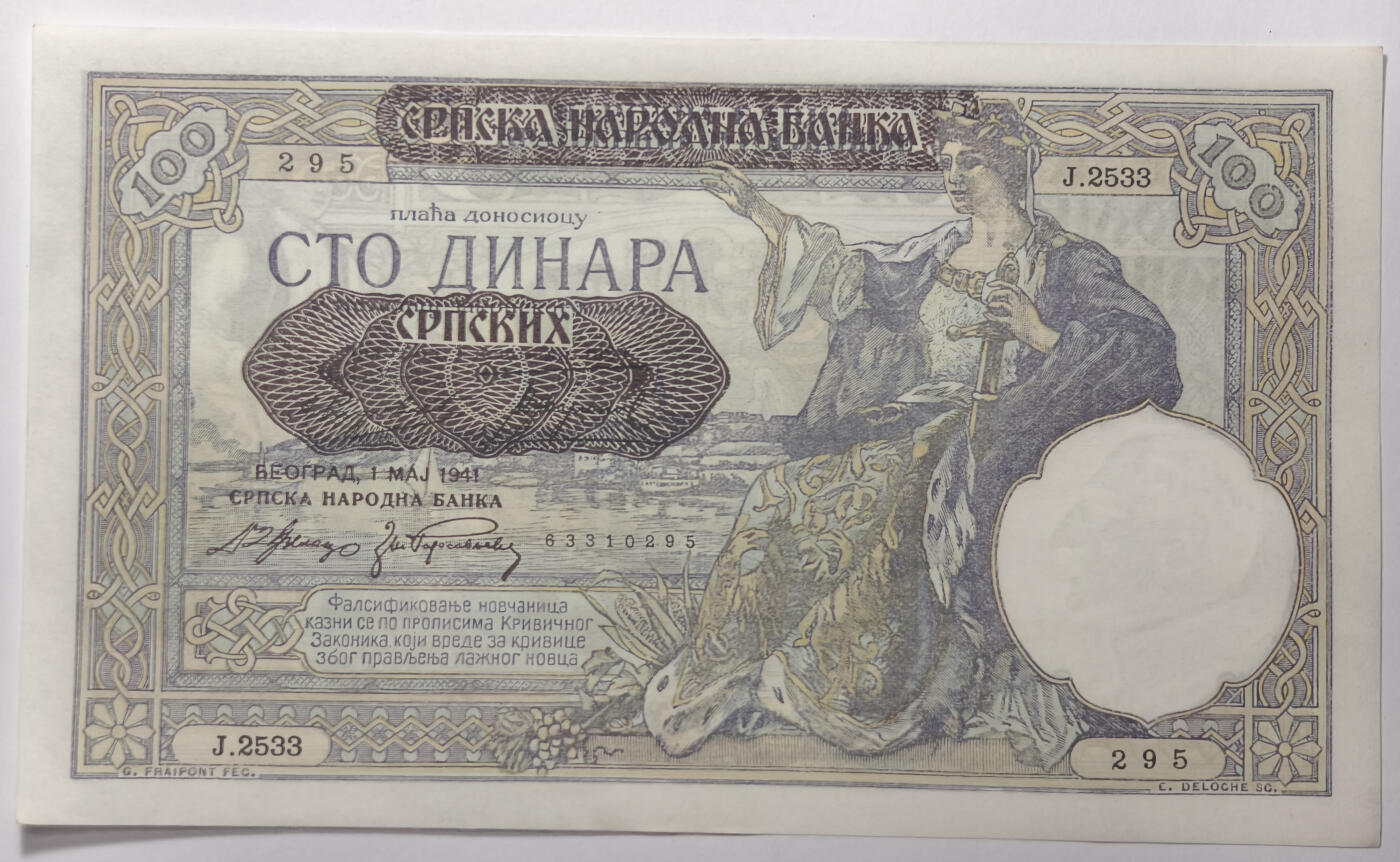 СРПСКА НАРОДНА БАНКА
100
295
J.2533
100
плаћа доносиоцу
СТО ДИНАРА
СРПСКИХ
БЕОГРАД, 1 МАЈ 1941
СРПСКА НАРОДНА БАНКА
63310295
Фалсификовање новчаница
казни се по прописима Кривичног
Законика, који вреде за кривице
због прављења лажног новца
J.2533
295
G. FRAIPONT FEC.
E. DELOCHE SC.